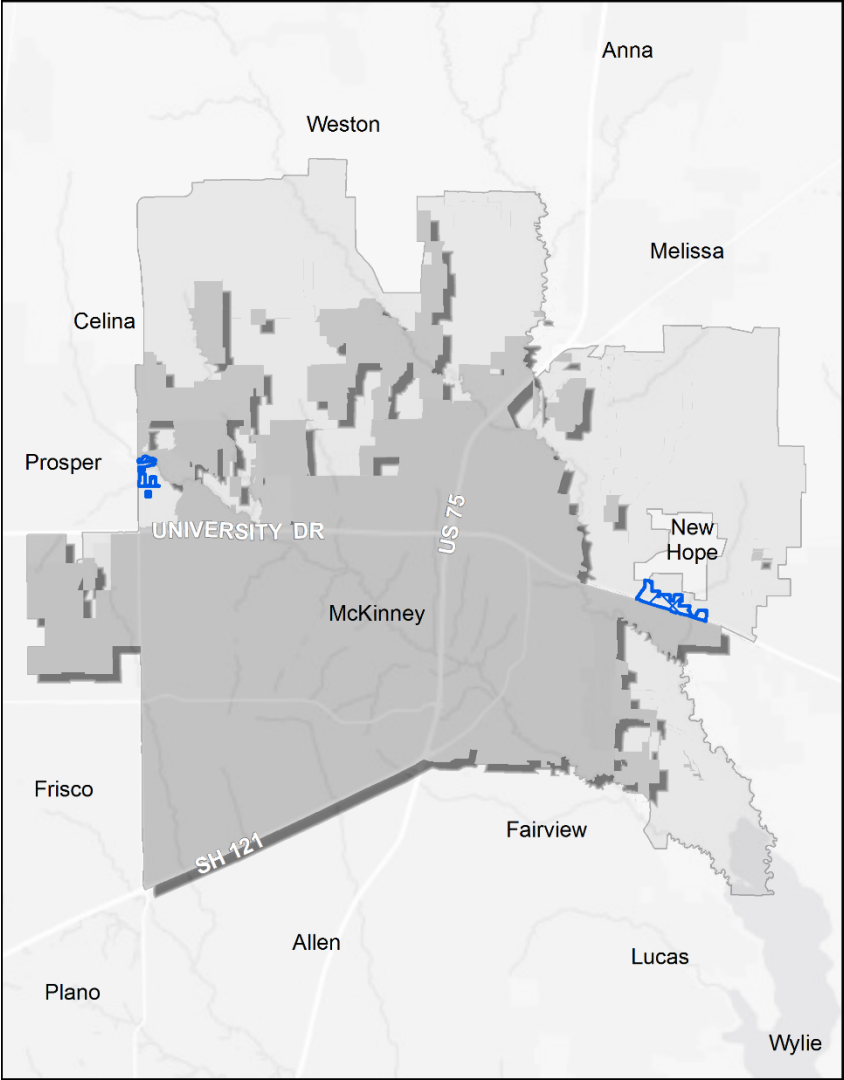 Anna
Weston
Melissa
Celina
Prosper
UNIVERSITY DR
US 75
New
Hope
McKinney
Frisco
SH 121
Fairview
Allen
Lucas
Plano
Wylie